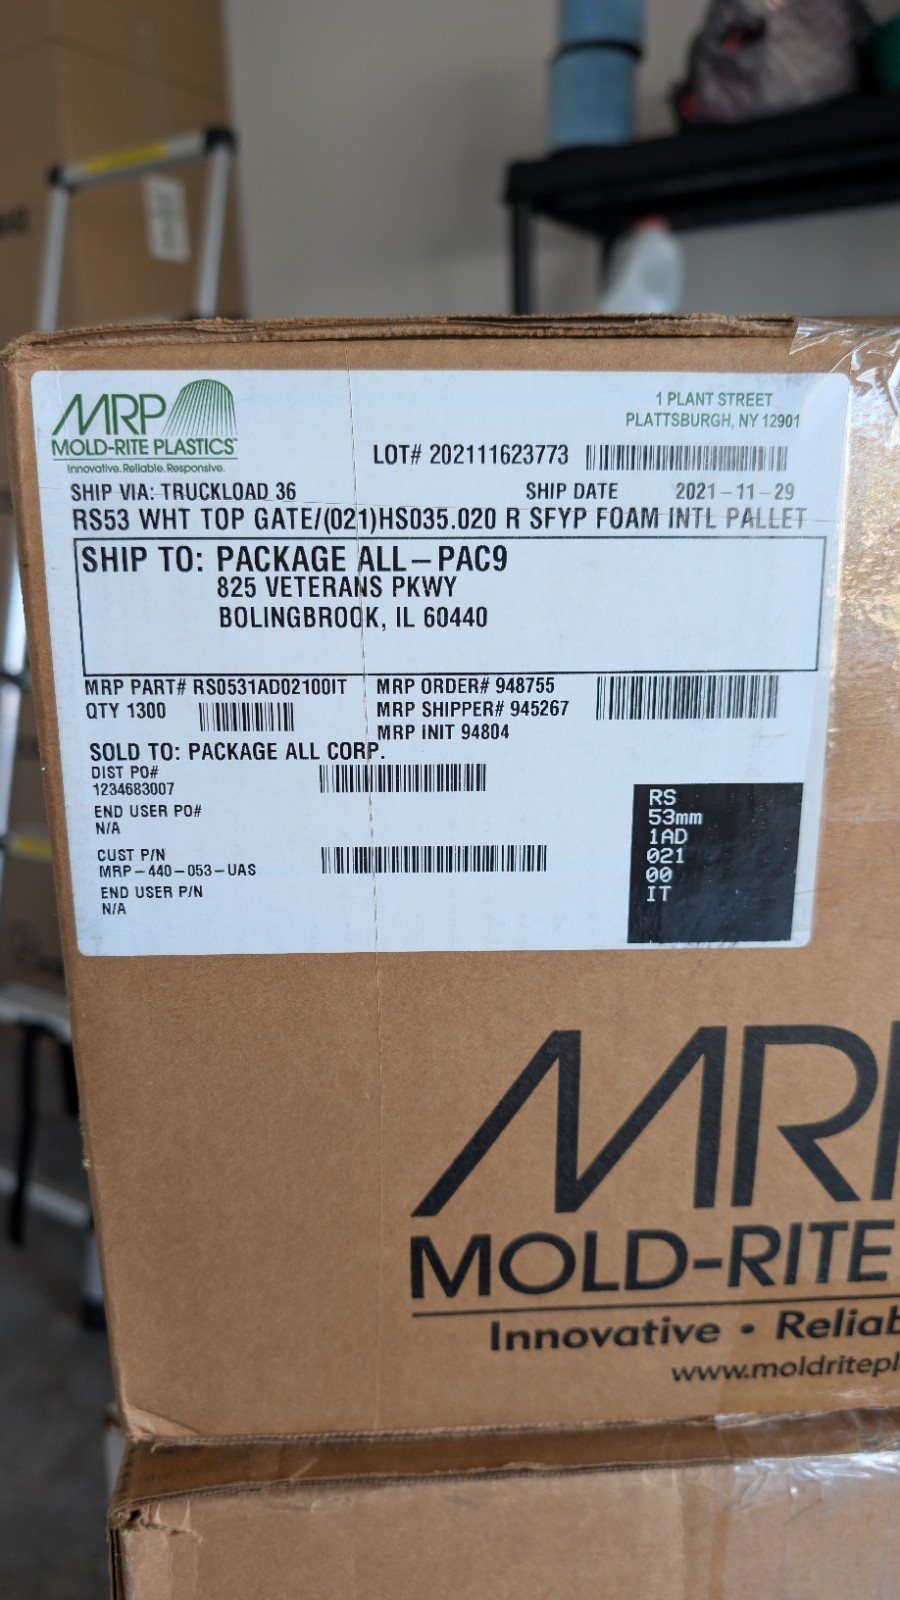 MRP
MOLD-RITE PLASTICS
Innovative. Reliable. Responsive.
1 PLANT STREET
PLATTSBURGH, NY 12901
LOT# 202111623773
SHIP VIA: TRUCKLOAD 36
SHIP DATE 2021-11-29
RS53 WHT TOP GATE/(021)HS035.020 R SFYP FOAM INTL PALLET
SHIP TO: PACKAGE ALL-PAC9
825 VETERANS PKWY
BOLINGBROOK, IL 60440
MRP PART# RS0531AD02100IT
QTY 1300
MRP ORDER# 948755
MRP SHIPPER# 945267
MRP INIT 94804
SOLD TO: PACKAGE ALL CORP.
DIST PO#
1234683007
END USER PO#
N/A
CUST P/N
MRP-440-053-UAS
END USER P/N
N/A
RS
53mm
1AD
021
00
IT
MRP
MOLD-RITE
Innovative • Reliab
www.moldritepl